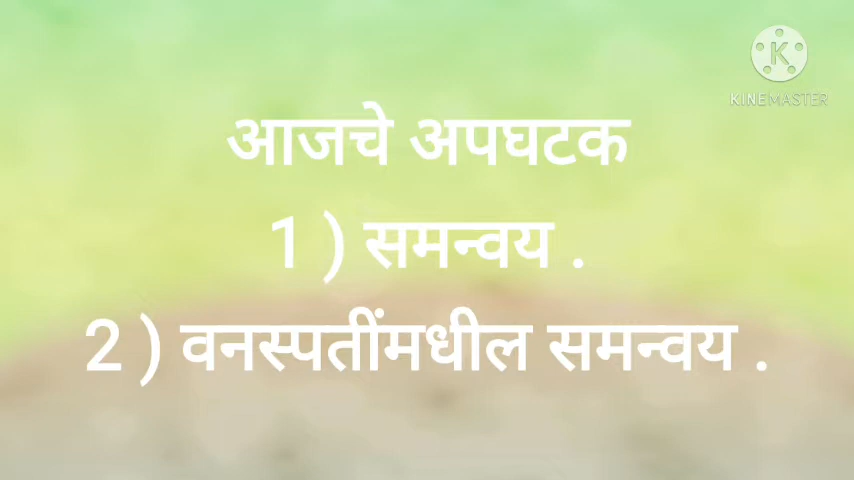 KINEMASTER
आजचे अपघटक
1 ) समन्वय .
2 ) वनस्पतींमधील समन्वय .